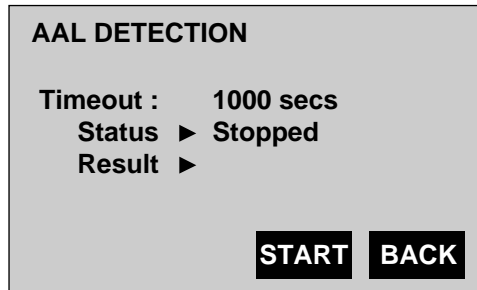 AAL DETECTION
Timeout : 1000 secs
Status ► Stopped
Result ►
START BACK